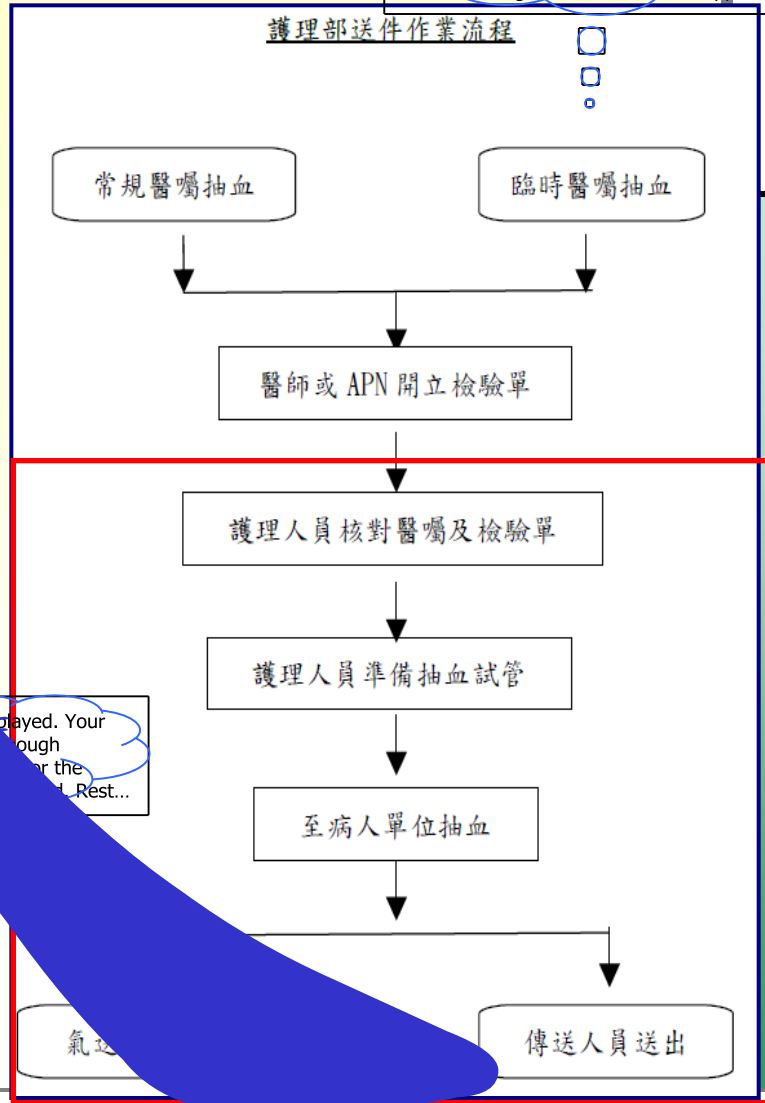 護理部送件作業流程
常規醫囑抽血
臨時醫囑抽血
醫師或 APN 開立檢驗單
護理人員核對醫囑及檢驗單
護理人員準備抽血試管
played. Your
ough
or the
d. Rest...
至病人單位抽血
氣送
傳送人員送出